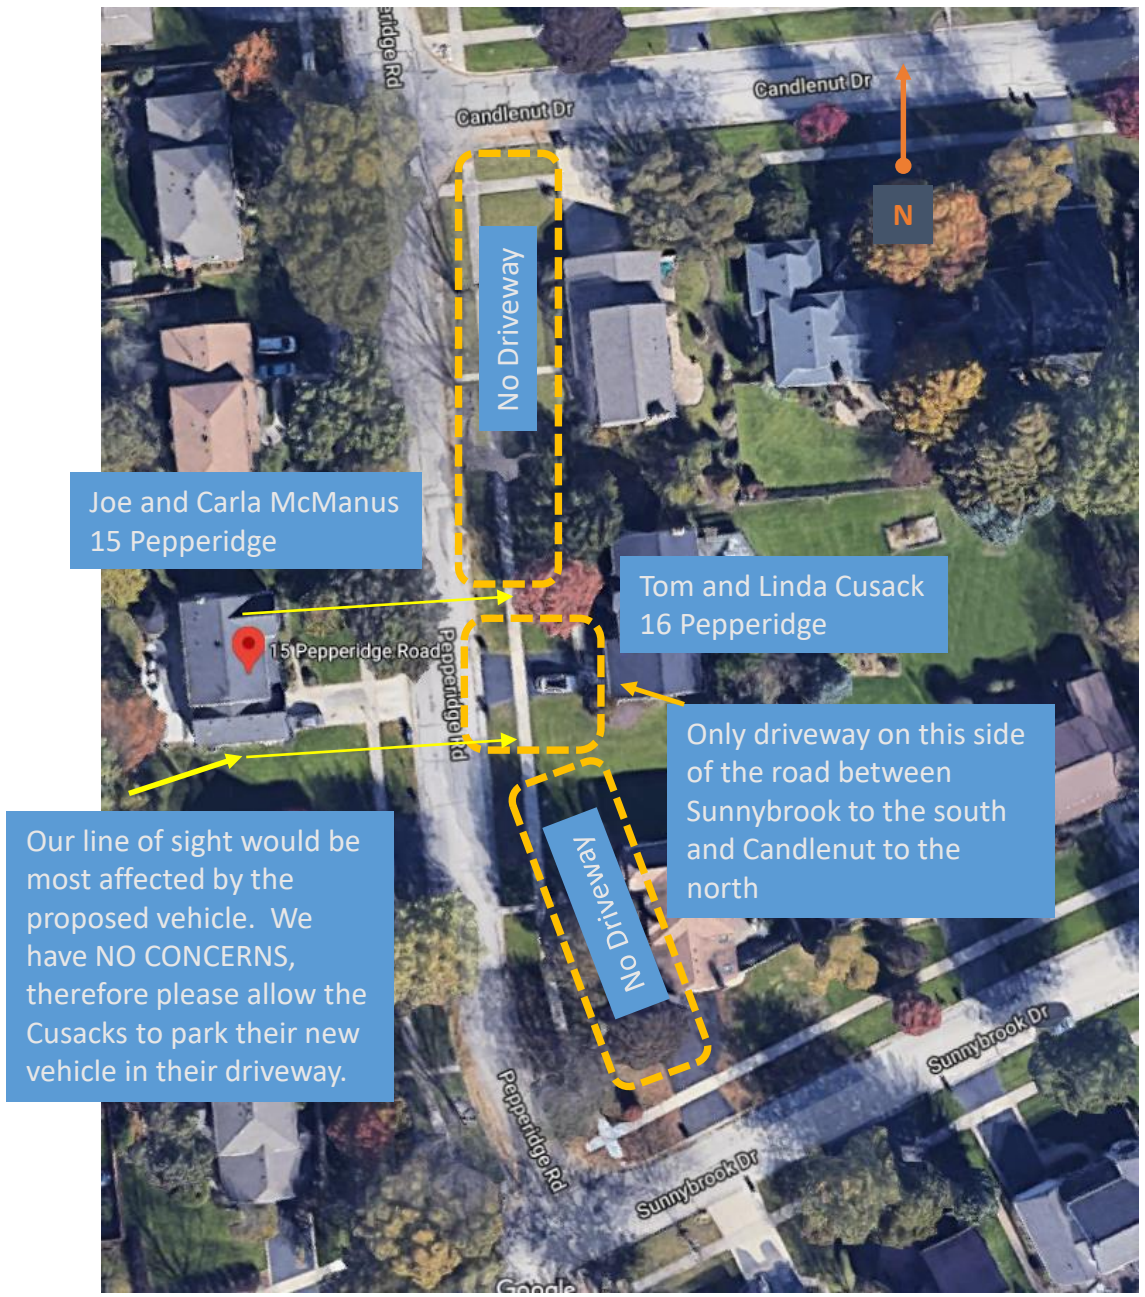 eridge Rd
Candlenut Dr
Candlenut Dr
N
No Driveway
Joe and Carla McManus
15 Pepperidge
Tom and Linda Cusack
16 Pepperidge
15 Pepperidge Road
Pepperidge Rd
Only driveway on this side
of the road between
Sunnybrook to the south
and Candlenut to the
north
Our line of sight would be
most affected by the
proposed vehicle.  We
have NO CONCERNS,
therefore please allow the
Cusacks to park their new
vehicle in their driveway.
No Driveway
Sunnybrook Dr
Pepperidge Rd
Sunnybrook Dr
Google